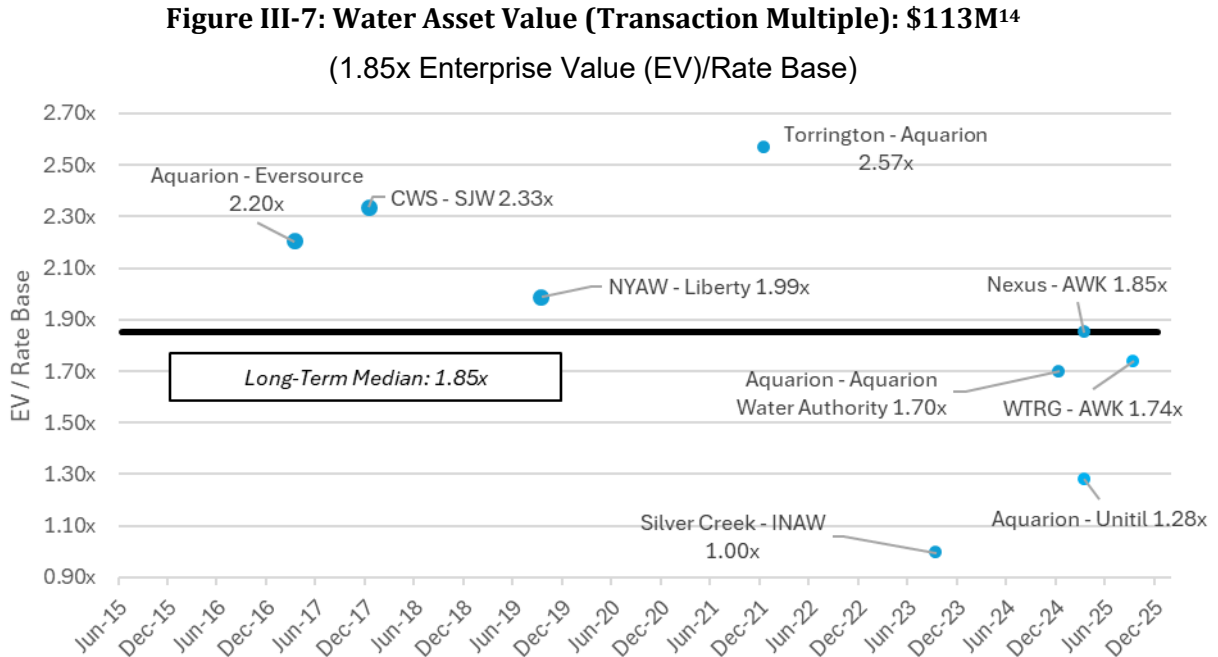 Figure III-7: Water Asset Value (Transaction Multiple): $113M14
(1.85x Enterprise Value (EV)/Rate Base)
EV / Rate Base
2.70x
2.50x
2.30x
2.10x
1.90x
1.70x
1.50x
1.30x
1.10x
0.90x
Aquarion - Eversource
2.20x
CWS - SJW 2.33x
Torrington - Aquarion
2.57x
NYAW - Liberty 1.99x
Nexus - AWK 1.85x
Long-Term Median: 1.85x
Aquarion - Aquarion
Water Authority 1.70x
WTRG - AWK 1.74x
Silver Creek - INAW
1.00x
Aquarion - Unitil 1.28x
Jun-15
Dec-15
Jun-16
Dec-16
Jun-17
Dec-17
Jun-18
Dec-18
Jun-19
Dec-19
Jun-20
Dec-20
Jun-21
Dec-21
Jun-22
Dec-22
Jun-23
Dec-23
Jun-24
Dec-24
Jun-25
Dec-25